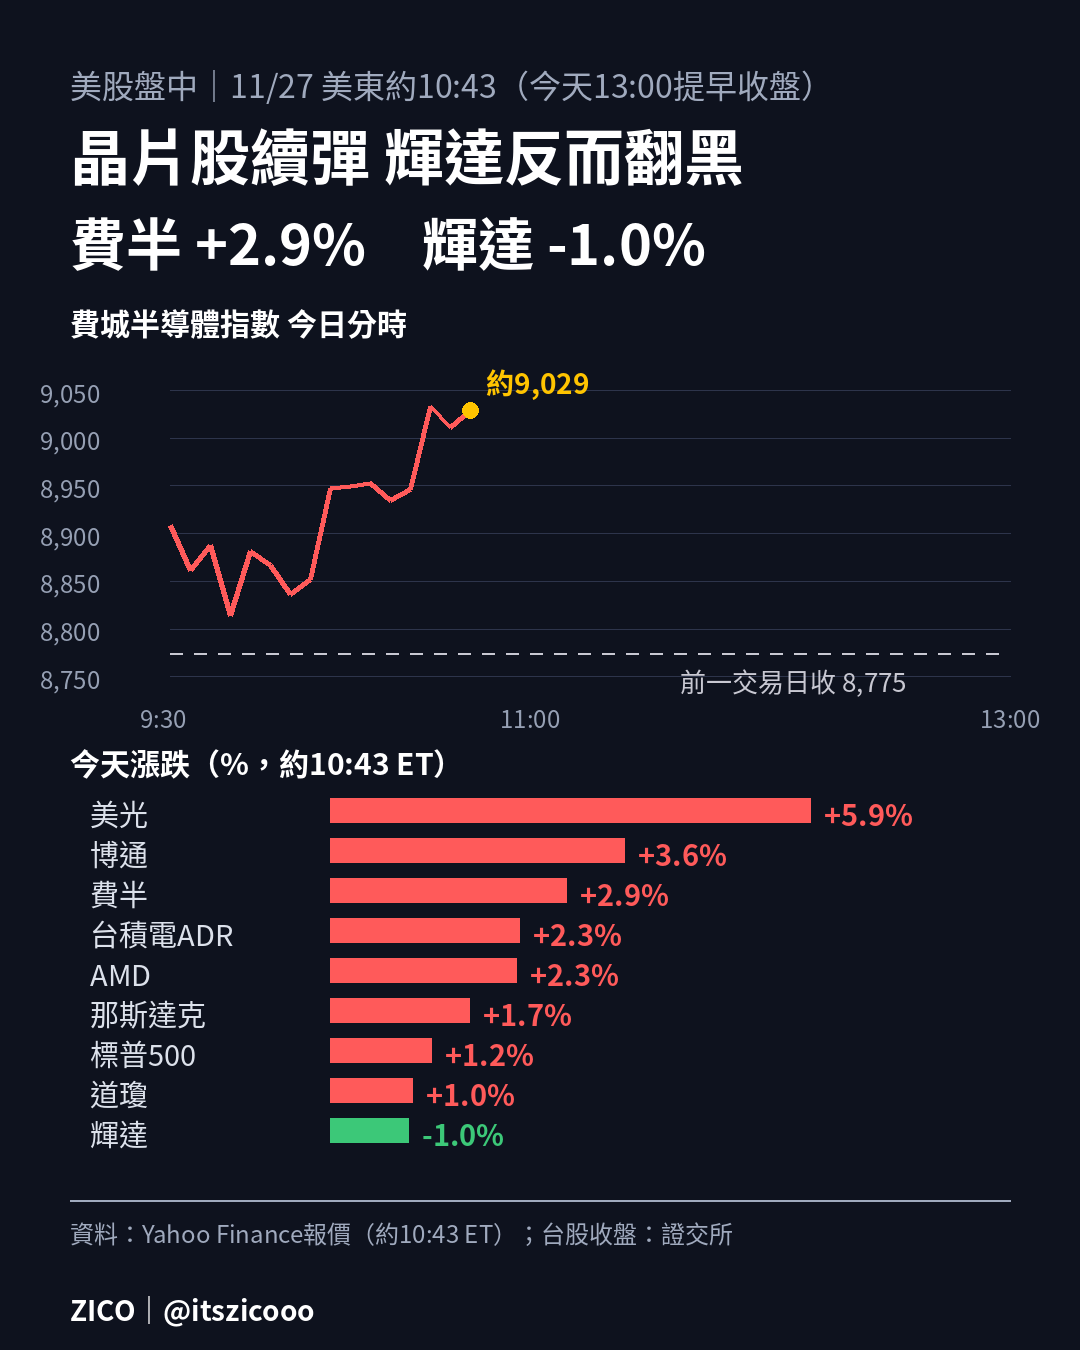 美股盤中｜11/27 美東約10:43（今天13:00提早收盤）
晶片股續彈 輝達反而翻黑
費半 +2.9%　輝達 -1.0%
費城半導體指數 今日分時
約9,029
9,050
9,000
8,950
8,900
8,850
8,800
8,750
前一交易日收 8,775
9:30
11:00
13:00
今天漲跌（%，約10:43 ET）
美光 +5.9%
博通 +3.6%
費半 +2.9%
台積電ADR +2.3%
AMD +2.3%
那斯達克 +1.7%
標普500 +1.2%
道瓊 +1.0%
輝達 -1.0%
資料：Yahoo Finance報價（約10:43 ET）；台股收盤：證交所
ZICO｜@itszicooo